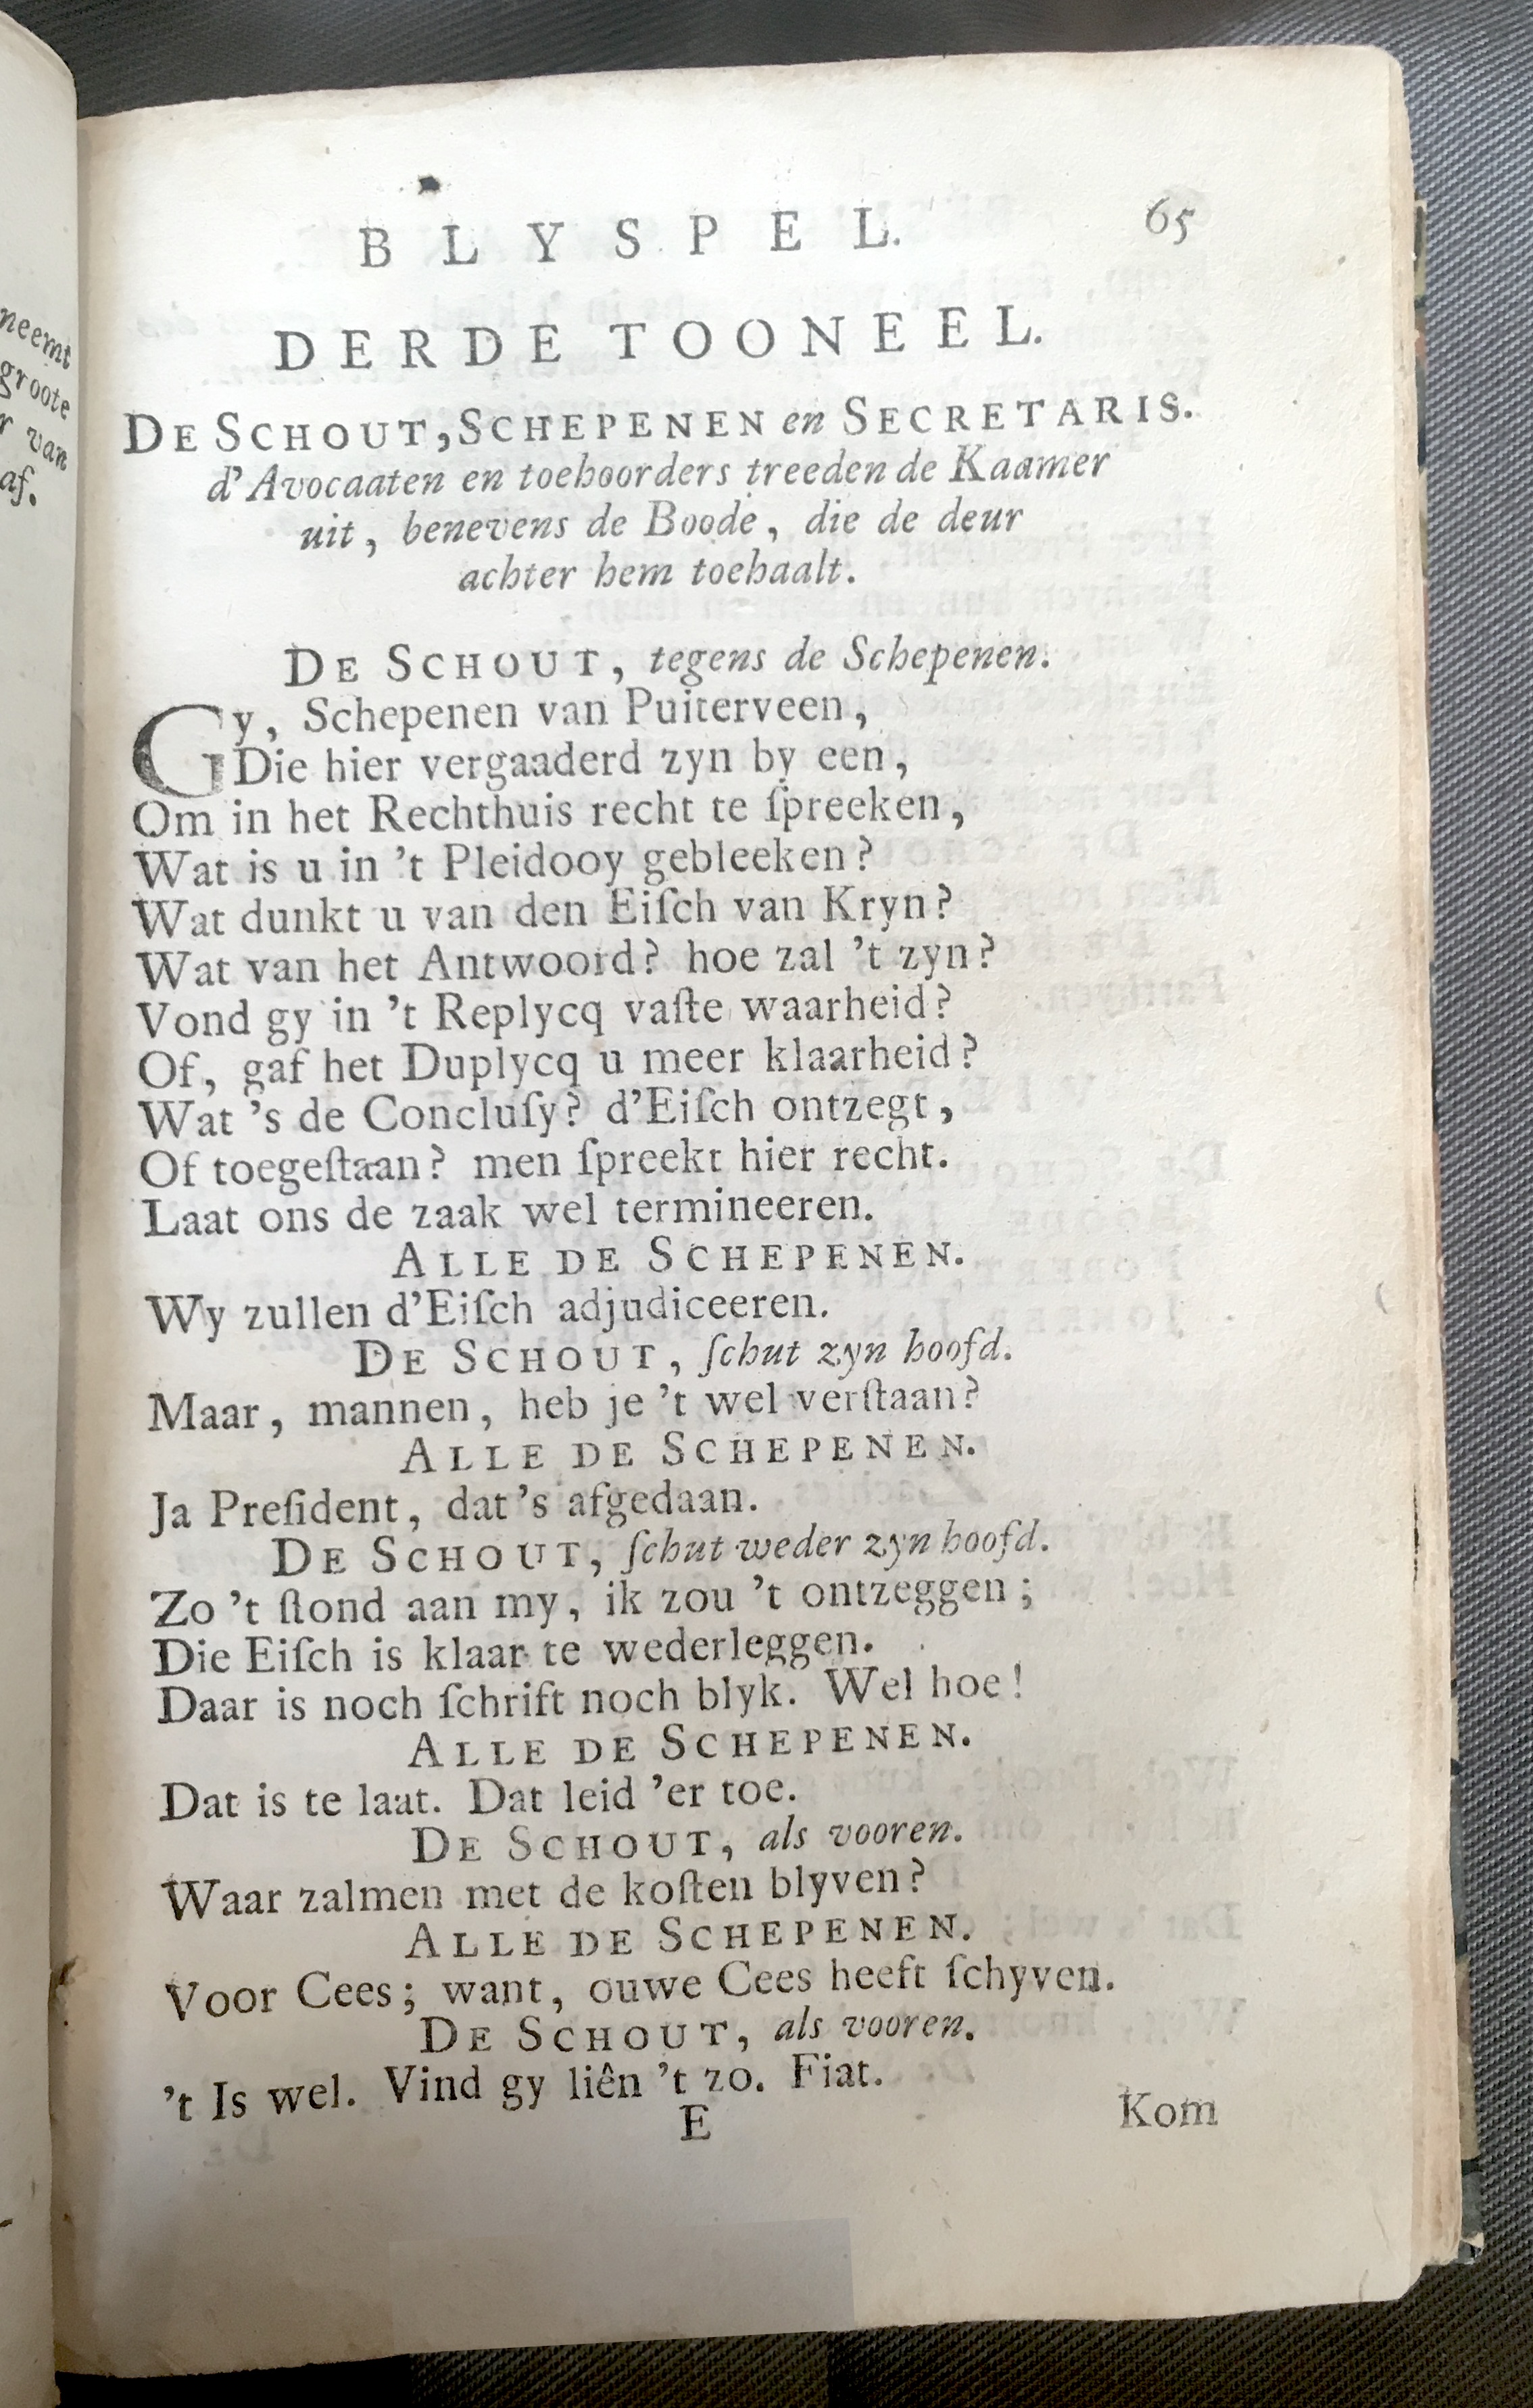 neemt
groote
r van
af.
BLYSPEL. 65
DERDE TOONEEL.
DE SCHOUT, SCHEPENEN en SECRETARIS.
d'Avocaaten en toehoorders treeden de Kaamer
uit, benevens de Boode, die de deur
achter hem toehaalt.
DE SCHOUT, tegens de Schepenen.
Gy, Schepenen van Puiterveen,
Die hier vergaaderd zyn by een,
Om in het Rechthuis recht te ſpreeken,
Wat is u in 't Pleidooy gebleeken?
Wat dunkt u van den Eiſch van Kryn?
Wat van het Antwoord? hoe zal 't zyn?
Vond gy in 't Replycq vaſte waarheid?
Of, gaf het Duplycq u meer klaarheid?
Wat 's de Concluſy? d'Eiſch ontzegt,
Of toegeſtaan? men ſpreekt hier recht.
Laat ons de zaak wel termineeren.
ALLE DE SCHEPENEN.
Wy zullen d'Eiſch adjudiceeren.
DE SCHOUT, ſchut zyn hoofd.
Maar, mannen, heb je 't wel verſtaan?
ALLE DE SCHEPENEN.
Ja Preſident, dat 's afgedaan.
DE SCHOUT, ſchut weder zyn hoofd.
Zo 't ſtond aan my, ik zou 't ontzeggen;
Die Eiſch is klaar te wederleggen.
Daar is noch ſchrift noch blyk. Wel hoe!
ALLE DE SCHEPENEN.
Dat is te laat. Dat leid 'er toe.
DE SCHOUT, als vooren.
Waar zalmen met de koſten blyven?
ALLE DE SCHEPENEN.
Voor Cees; want, ouwe Cees heeft ſchyven.
DE SCHOUT, als vooren.
't Is wel. Vind gy liên 't zo. Fiat.
E Kom